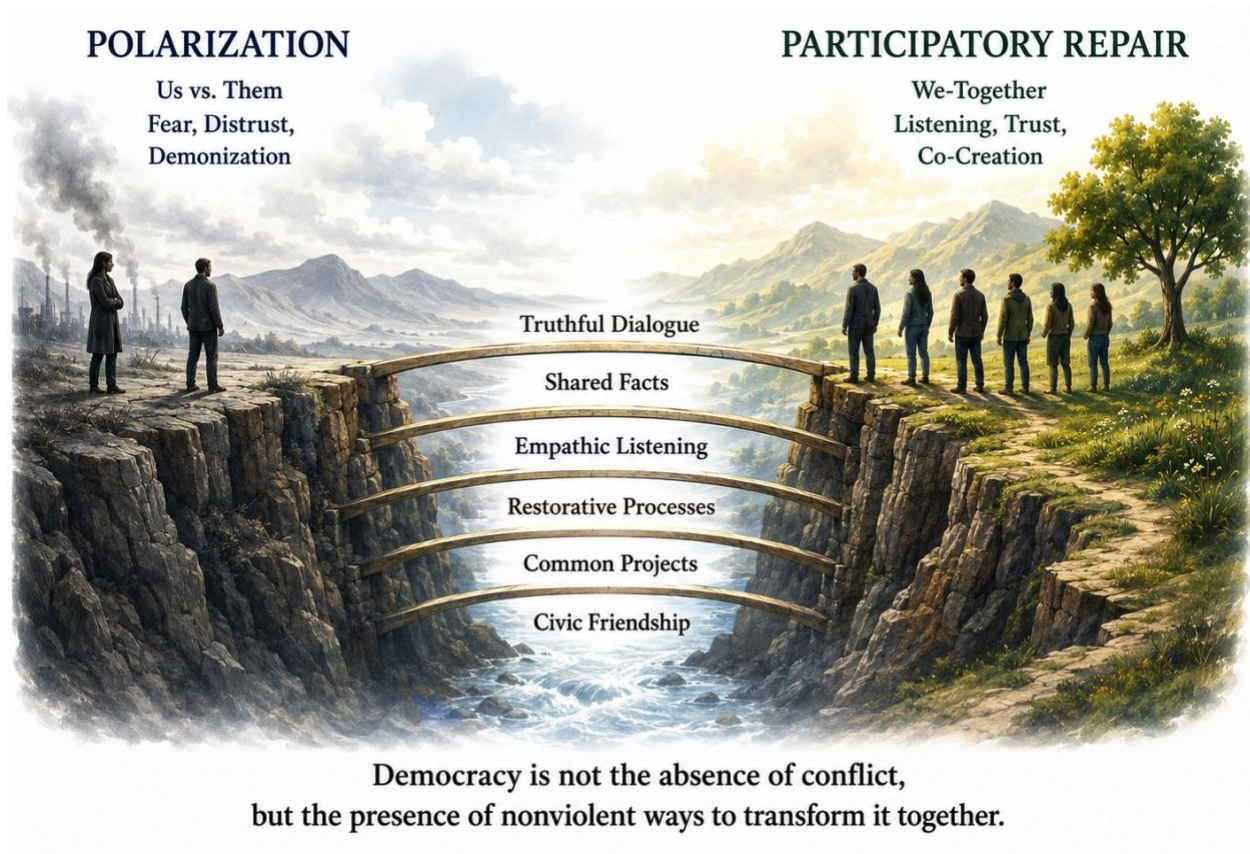 POLARIZATION
Us vs. Them
Fear, Distrust,
Demonization
PARTICIPATORY REPAIR
We-Together
Listening, Trust,
Co-Creation
Truthful Dialogue
Shared Facts
Empathic Listening
Restorative Processes
Common Projects
Civic Friendship
Democracy is not the absence of conflict,
but the presence of nonviolent ways to transform it together.